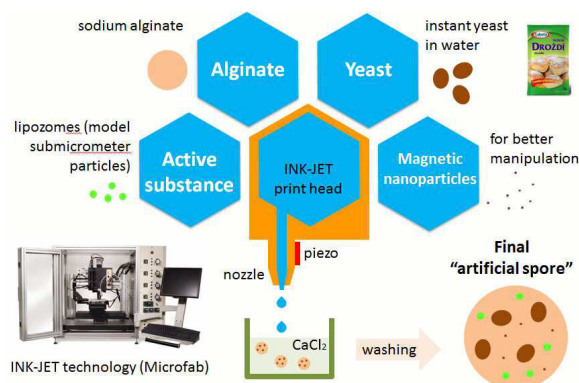 sodium alginate
Alginate
Yeast
instant yeast
in water
DROŽDÍ
lipozomes (model
submicrometer
particles)
Active
substance
INK-JET
print head
Magnetic
nanoparticles
for better
manipulation
nozzle
piezo
Final
"artificial spore"
CaCl₂
washing
INK-JET technology (Microfab)